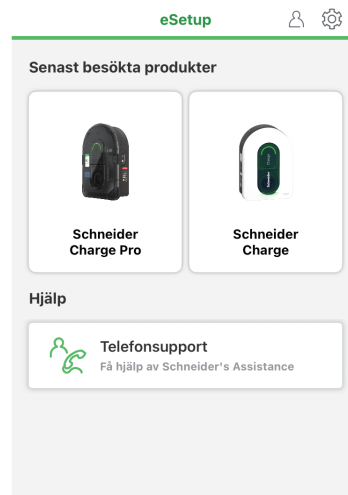 eSetup
Senast besökta produkter
Schneider
Charge Pro
Schneider
Charge
Hjälp
Telefonsupport
Få hjälp av Schneider's Assistance